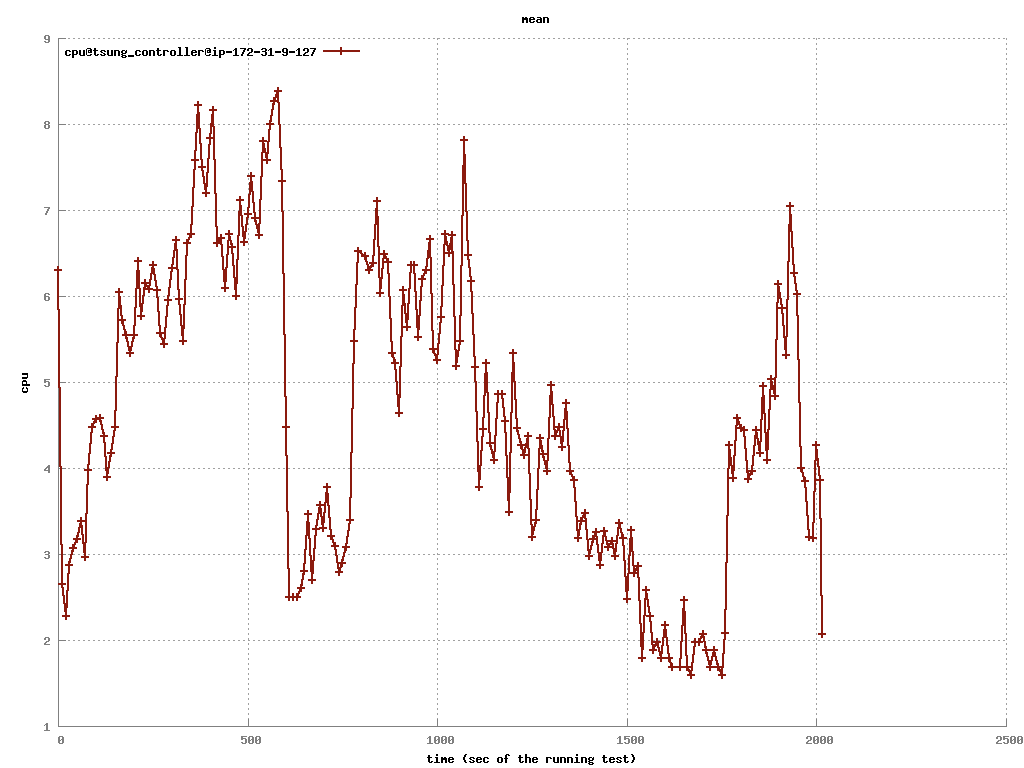 mean
cpu@tsung_controller@ip-172-31-9-127
9
8
7
6
5
4
3
2
1
cpu
0 500 1000 1500 2000 2500
time (sec of the running test)